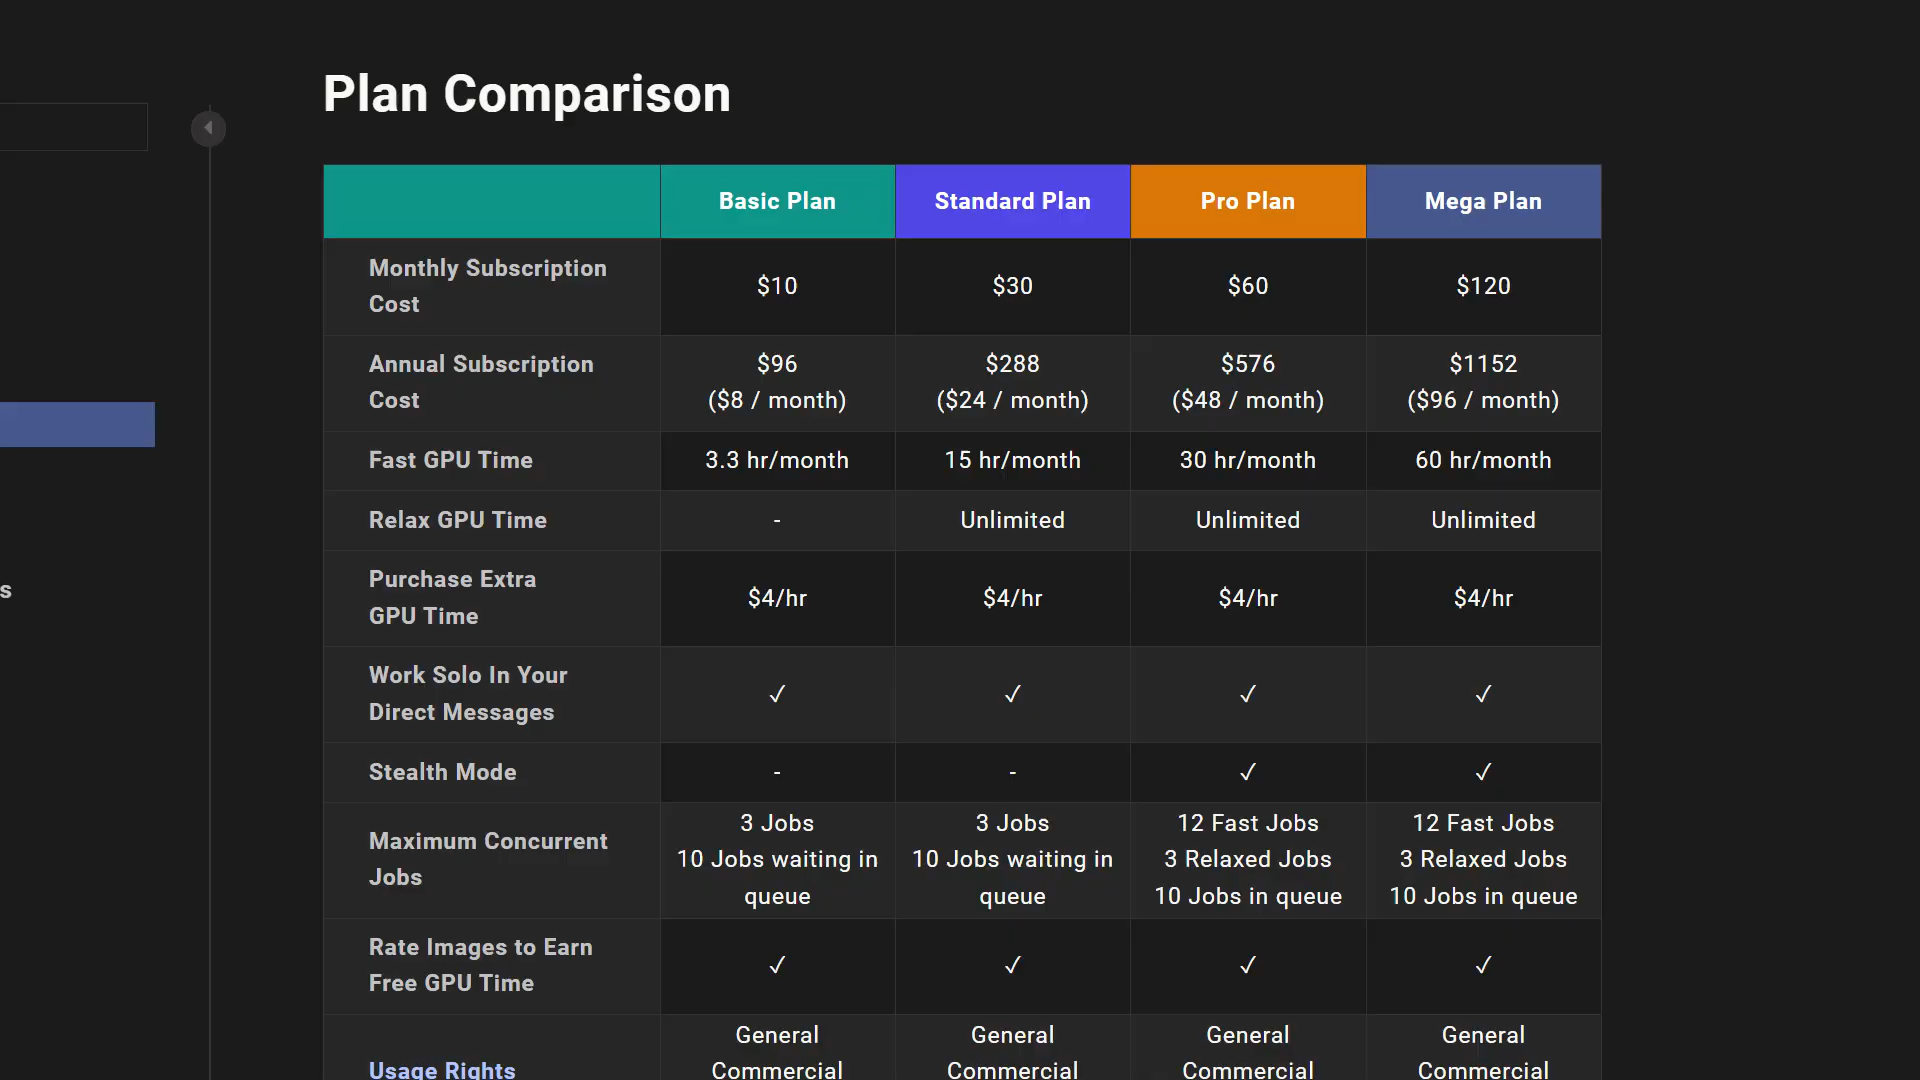 Plan Comparison
Basic Plan Standard Plan Pro Plan Mega Plan
Monthly Subscription
Cost
$10 $30 $60 $120
Annual Subscription
Cost
$96 $288 $576 $1152
($8 / month) ($24 / month) ($48 / month) ($96 / month)
Fast GPU Time 3.3 hr/month 15 hr/month 30 hr/month 60 hr/month
Relax GPU Time - Unlimited Unlimited Unlimited
s
Purchase Extra
GPU Time
$4/hr $4/hr $4/hr $4/hr
Work Solo In Your
Direct Messages
✓ ✓ ✓ ✓
Stealth Mode - - ✓ ✓
Maximum Concurrent
Jobs
3 Jobs 3 Jobs 12 Fast Jobs 12 Fast Jobs
10 Jobs waiting in 10 Jobs waiting in 3 Relaxed Jobs 3 Relaxed Jobs
queue queue 10 Jobs in queue 10 Jobs in queue
Rate Images to Earn
Free GPU Time
✓ ✓ ✓ ✓
General General General General
Usage Rights Commercial Commercial Commercial Commercial